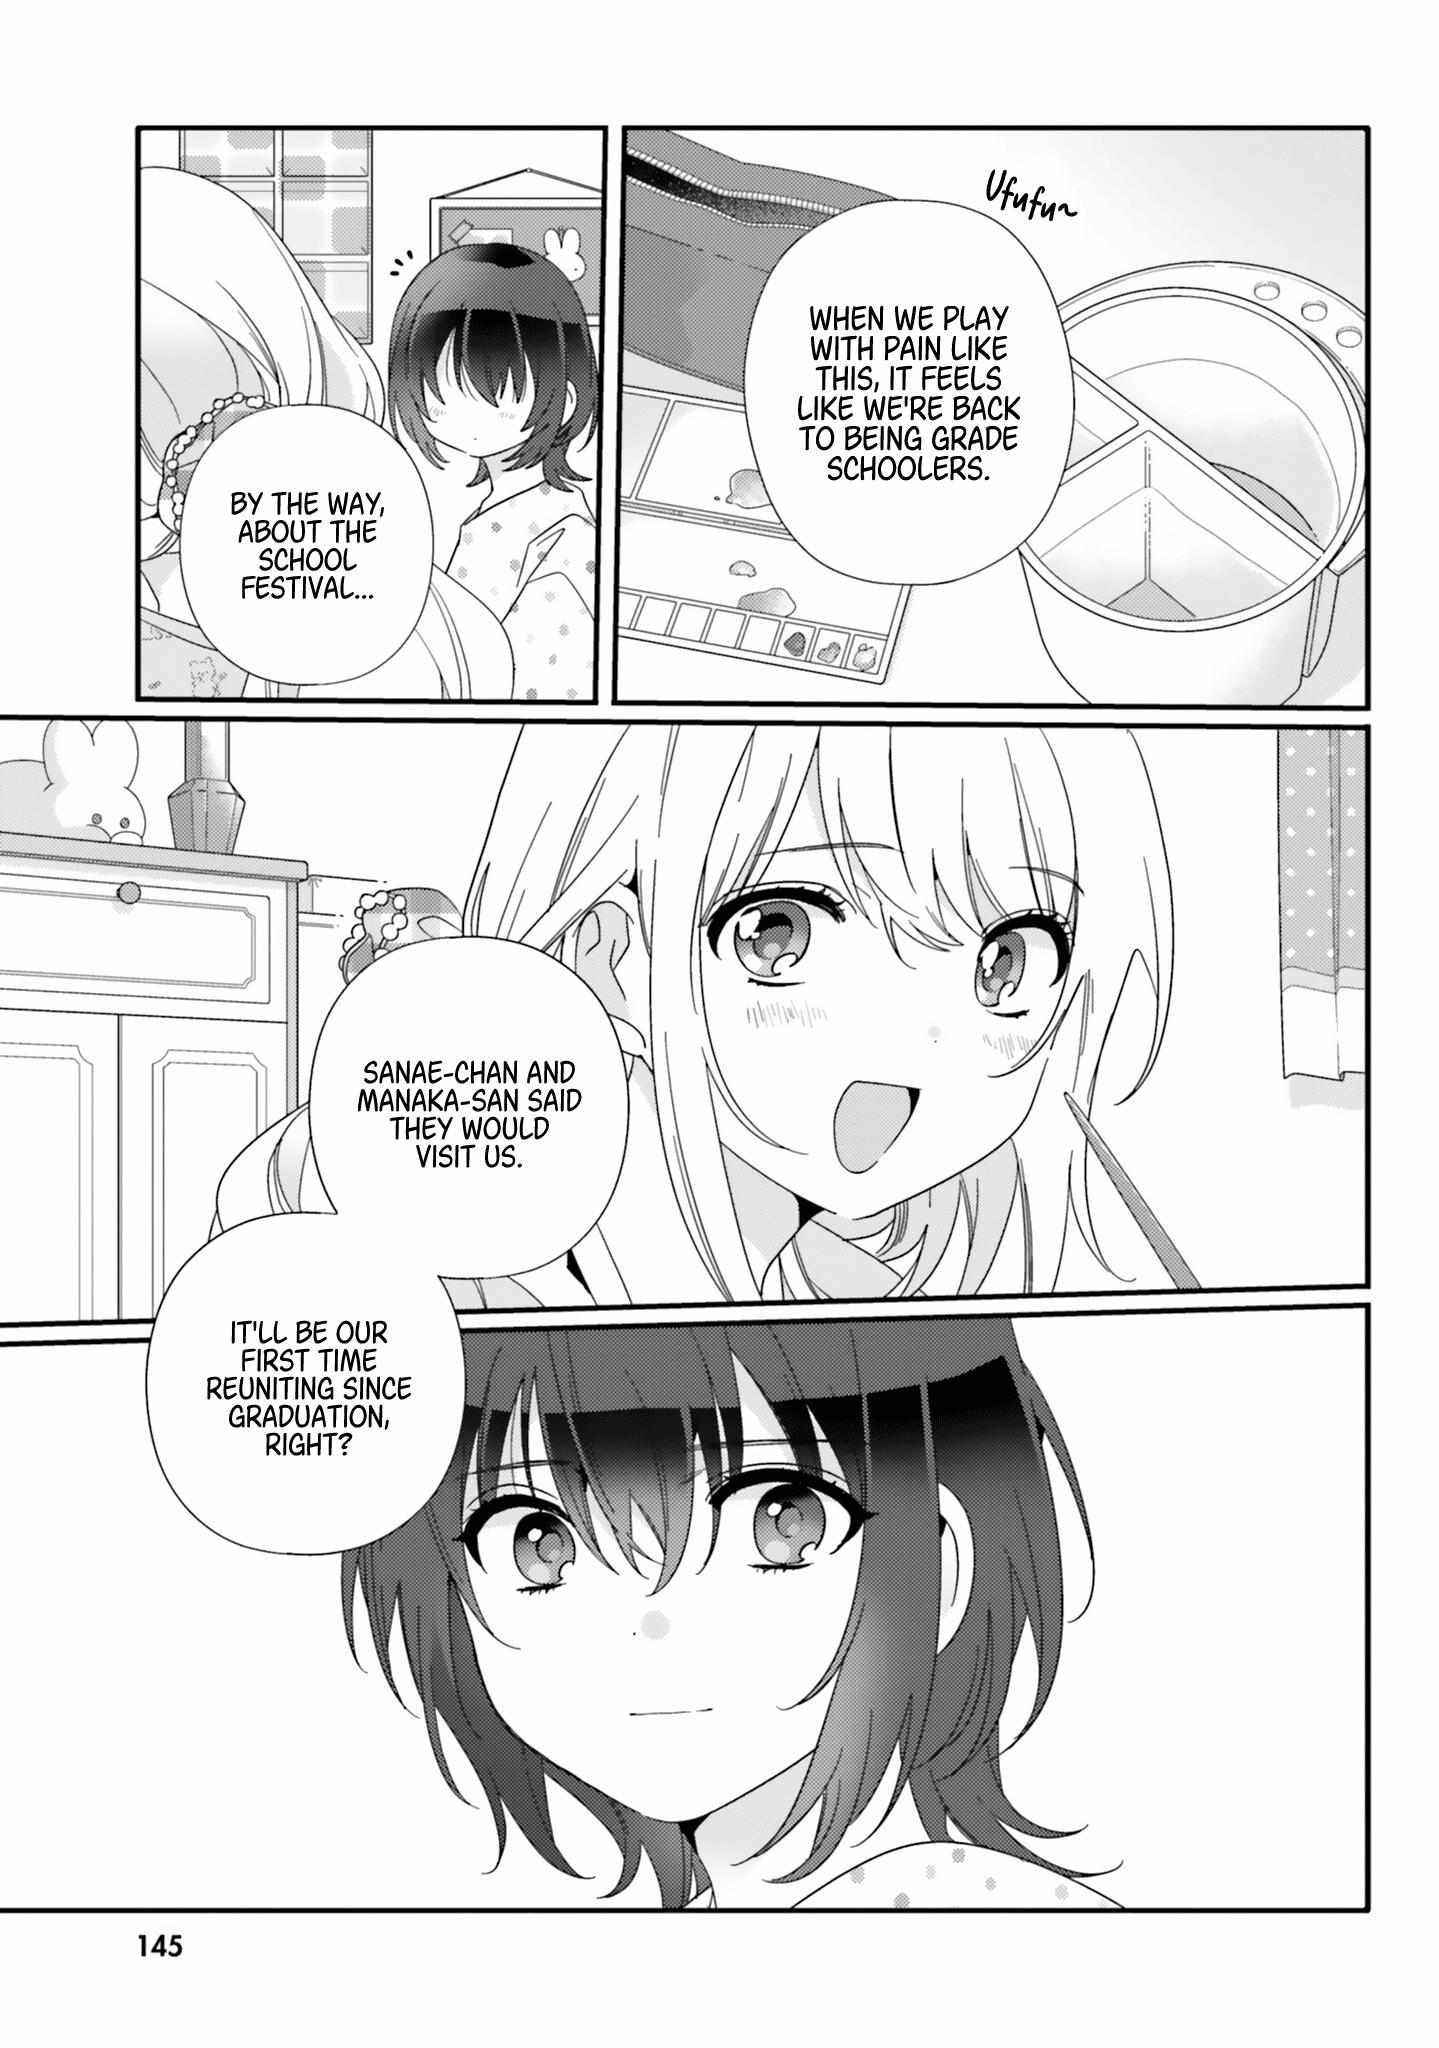 Ufufu~
WHEN WE PLAY
WITH PAIN LIKE
THIS, IT FEELS
LIKE WE'RE BACK
TO BEING GRADE
SCHOOLERS.
BY THE WAY,
ABOUT THE
SCHOOL
FESTIVAL...
SANAE-CHAN AND
MANAKA-SAN SAID
THEY WOULD
VISIT US.
IT'LL BE OUR
FIRST TIME
REUNITING SINCE
GRADUATION,
RIGHT?
145